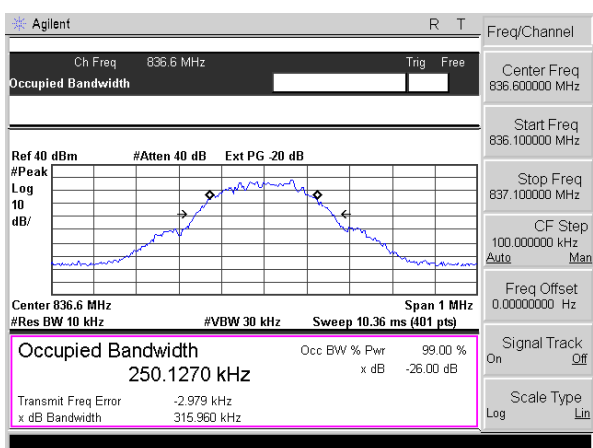 Agilent R T
Freq/Channel
Ch Freq 836.6 MHz Trig Free
Occupied Bandwidth
Center Freq
836.600000 MHz
Start Freq
836.100000 MHz
Ref 40 dBm #Atten 40 dB Ext PG -20 dB
#Peak
Log
10
dB/
Stop Freq
837.100000 MHz
CF Step
100.000000 kHz
Auto Man
Freq Offset
0.00000000 Hz
Center 836.6 MHz Span 1 MHz
#Res BW 10 kHz #VBW 30 kHz Sweep 10.36 ms (401 pts)
Signal Track
On Off
Occupied Bandwidth Occ BW % Pwr 99.00 %
250.1270 kHz x dB -26.00 dB
Transmit Freq Error -2.979 kHz
x dB Bandwidth 315.960 kHz
Scale Type
Log Lin